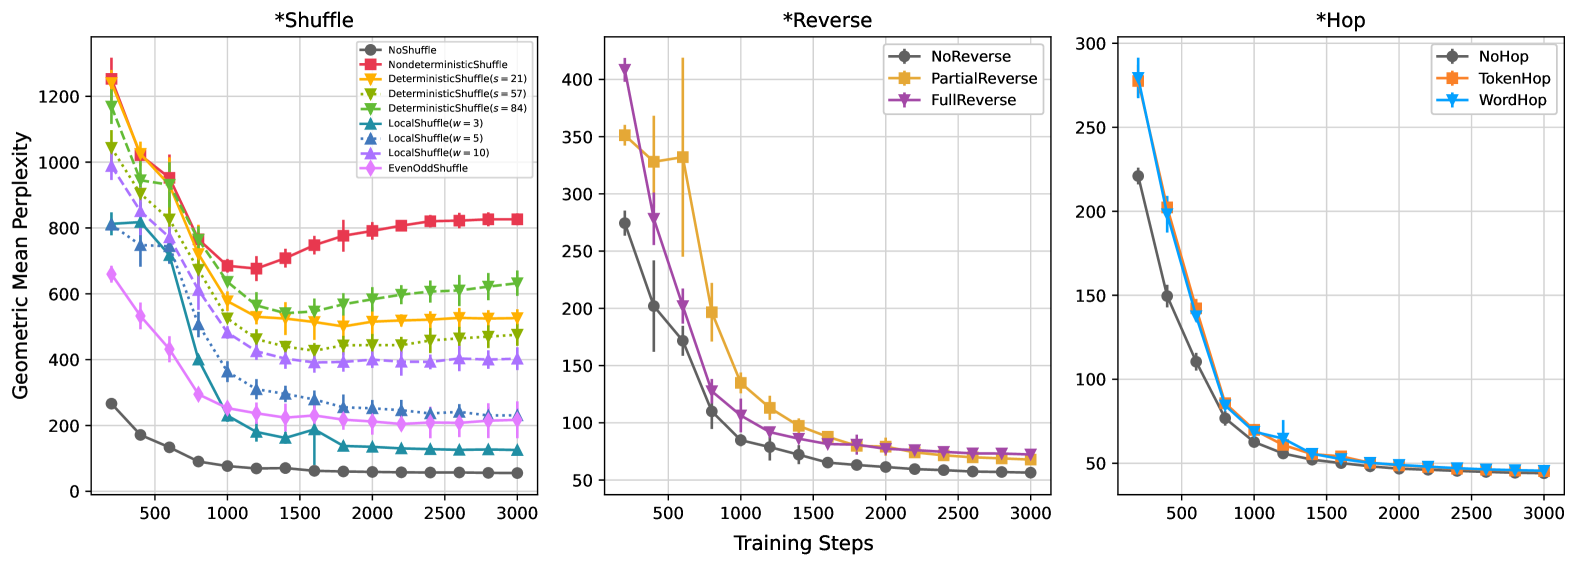 *Shuffle
*Reverse
*Hop
Geometric Mean Perplexity
1200
1000
800
600
400
200
0
NoShuffle
NondeterministicShuffle
DeterministicShuffle(s = 21)
DeterministicShuffle(s = 57)
DeterministicShuffle(s = 84)
LocalShuffle(w = 3)
LocalShuffle(w = 5)
LocalShuffle(w = 10)
EvenOddShuffle
500 1000 1500 2000 2500 3000
400
350
300
250
200
150
100
50
NoReverse
PartialReverse
FullReverse
500 1000 1500 2000 2500 3000
300
250
200
150
100
50
NoHop
TokenHop
WordHop
500 1000 1500 2000 2500 3000
Training Steps